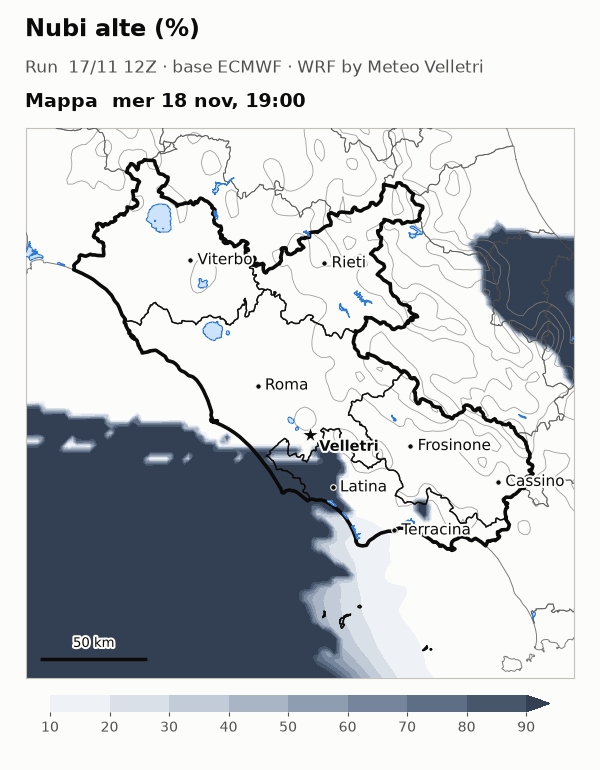 Nubi alte (%)
Run  17/11 12Z · base ECMWF · WRF by Meteo Velletri
Mappa  mer 18 nov, 19:00
Viterbo
Rieti
Roma
Velletri
Frosinone
Latina
Cassino
Terracina
50 km
10 20 30 40 50 60 70 80 90